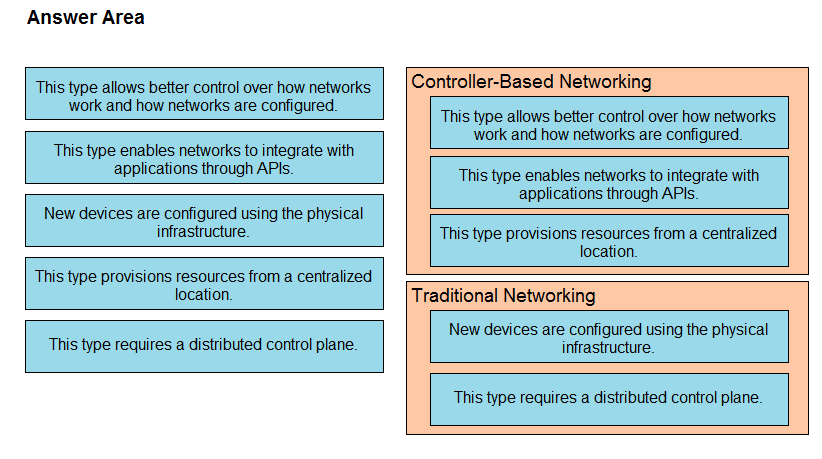 Answer Area
This type allows better control over how networks
work and how networks are configured.
This type enables networks to integrate with
applications through APIs.
New devices are configured using the physical
infrastructure.
This type provisions resources from a centralized
location.
This type requires a distributed control plane.
Controller-Based Networking
This type allows better control over how networks
work and how networks are configured.
This type enables networks to integrate with
applications through APIs.
This type provisions resources from a centralized
location.
Traditional Networking
New devices are configured using the physical
infrastructure.
This type requires a distributed control plane.